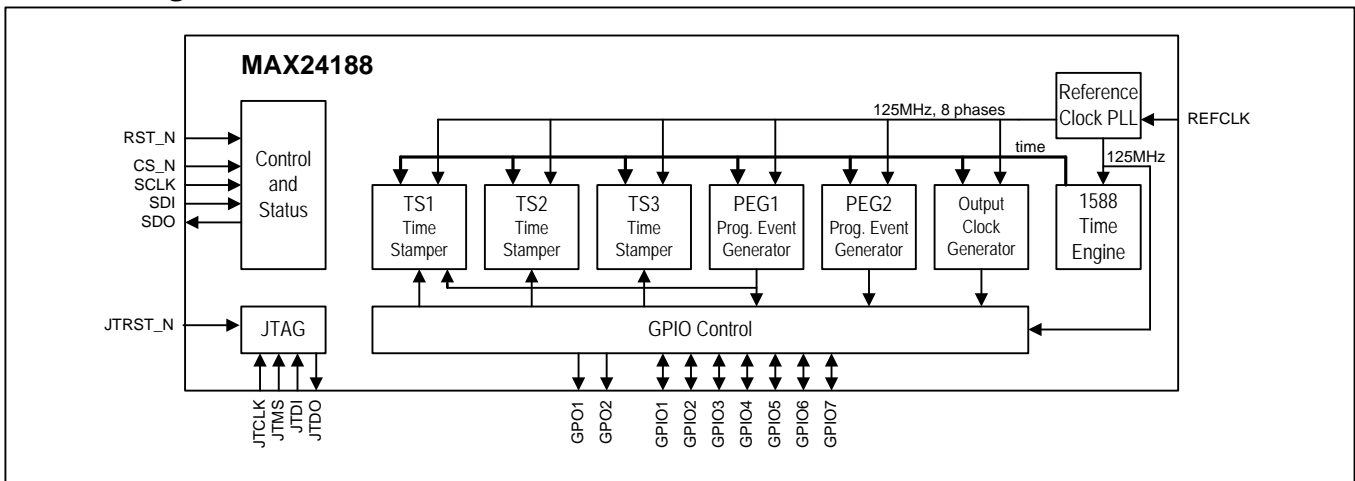 MAX24188
Reference
Clock PLL
125MHz, 8 phases
REFCLK
RST_N
CS_N
SCLK
SDI
SDO
Control
and
Status
time
125MHz
TS1
Time
Stamper
TS2
Time
Stamper
TS3
Time
Stamper
PEG1
Prog. Event
Generator
PEG2
Prog. Event
Generator
Output
Clock
Generator
1588
Time
Engine
JTRST_N
JTAG
GPIO Control
JTCLK
JTMS
JTDI
JTDO
GPO1
GPO2
GPIO1
GPIO2
GPIO3
GPIO4
GPIO5
GPIO6
GPIO7